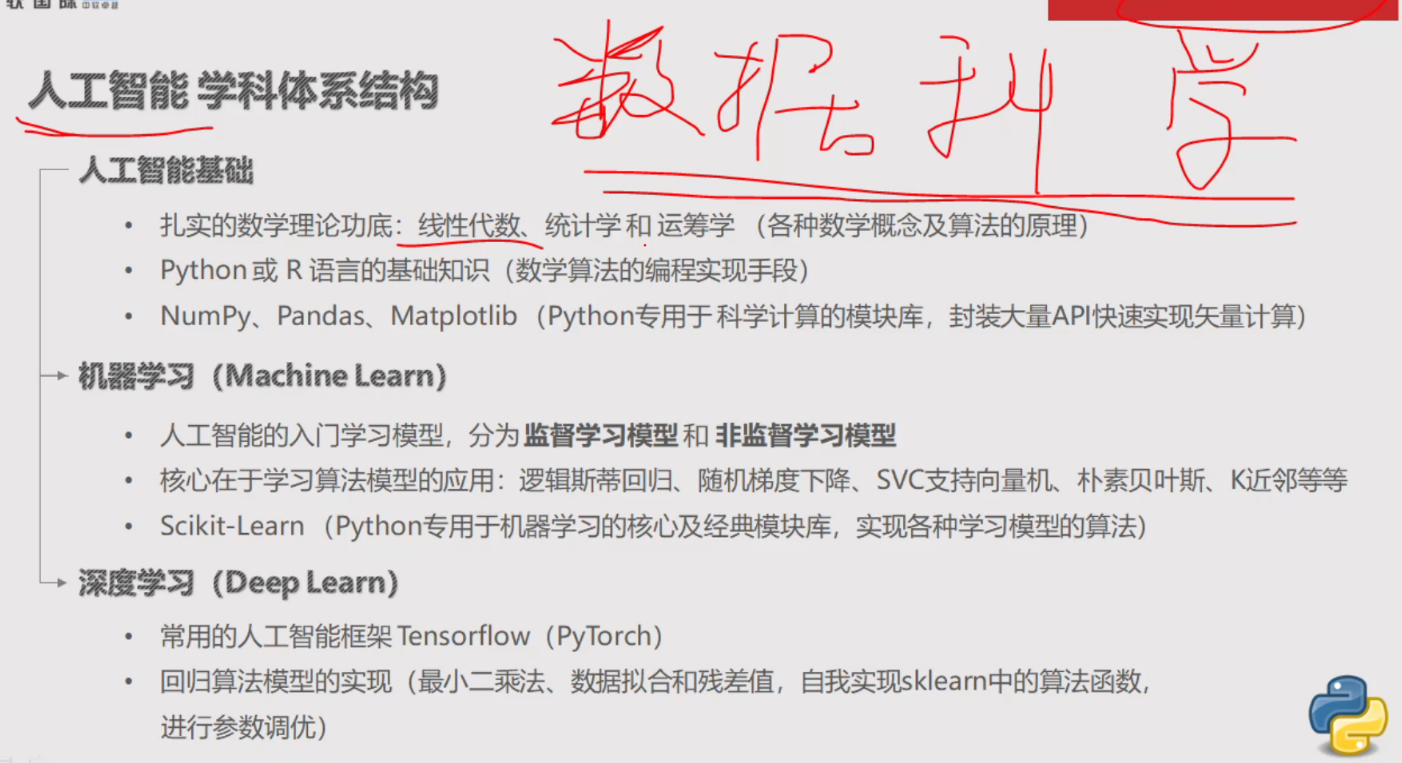 数据科学
人工智能 学科体系结构
人工智能基础
• 扎实的数学理论功底：线性代数、统计学 和 运筹学 （各种数学概念及算法的原理）
• Python 或 R 语言的基础知识（数学算法的编程实现手段）
• NumPy、Pandas、Matplotlib （Python专用于 科学计算的模块库，封装大量API快速实现矢量计算）
机器学习（Machine Learn）
• 人工智能的入门学习模型，分为 监督学习模型 和 非监督学习模型
• 核心在于学习算法模型的应用：逻辑斯蒂回归、随机梯度下降、SVC支持向量机、朴素贝叶斯、K近邻等等
• Scikit-Learn （Python专用于机器学习的核心及经典模块库，实现各种学习模型的算法）
深度学习（Deep Learn）
• 常用的人工智能框架 Tensorflow（PyTorch）
• 回归算法模型的实现（最小二乘法、数据拟合和残差值，自我实现sklearn中的算法函数，
进行参数调优）